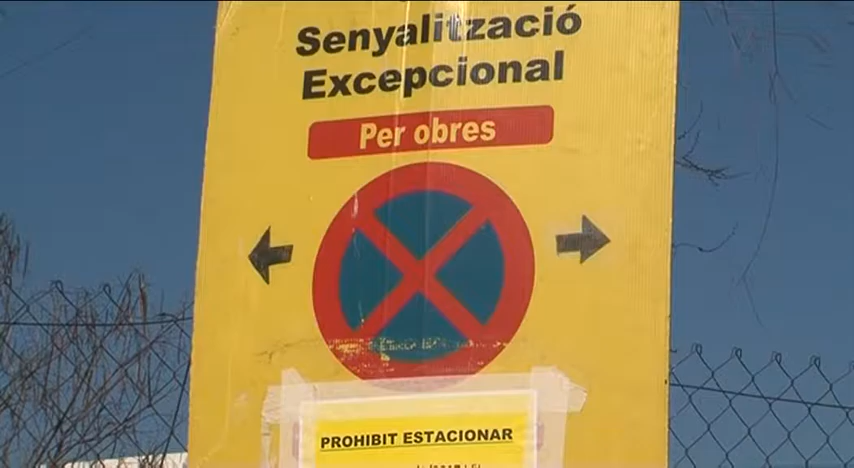 Senyalització
Excepcional
Per obres
PROHIBIT ESTACIONAR